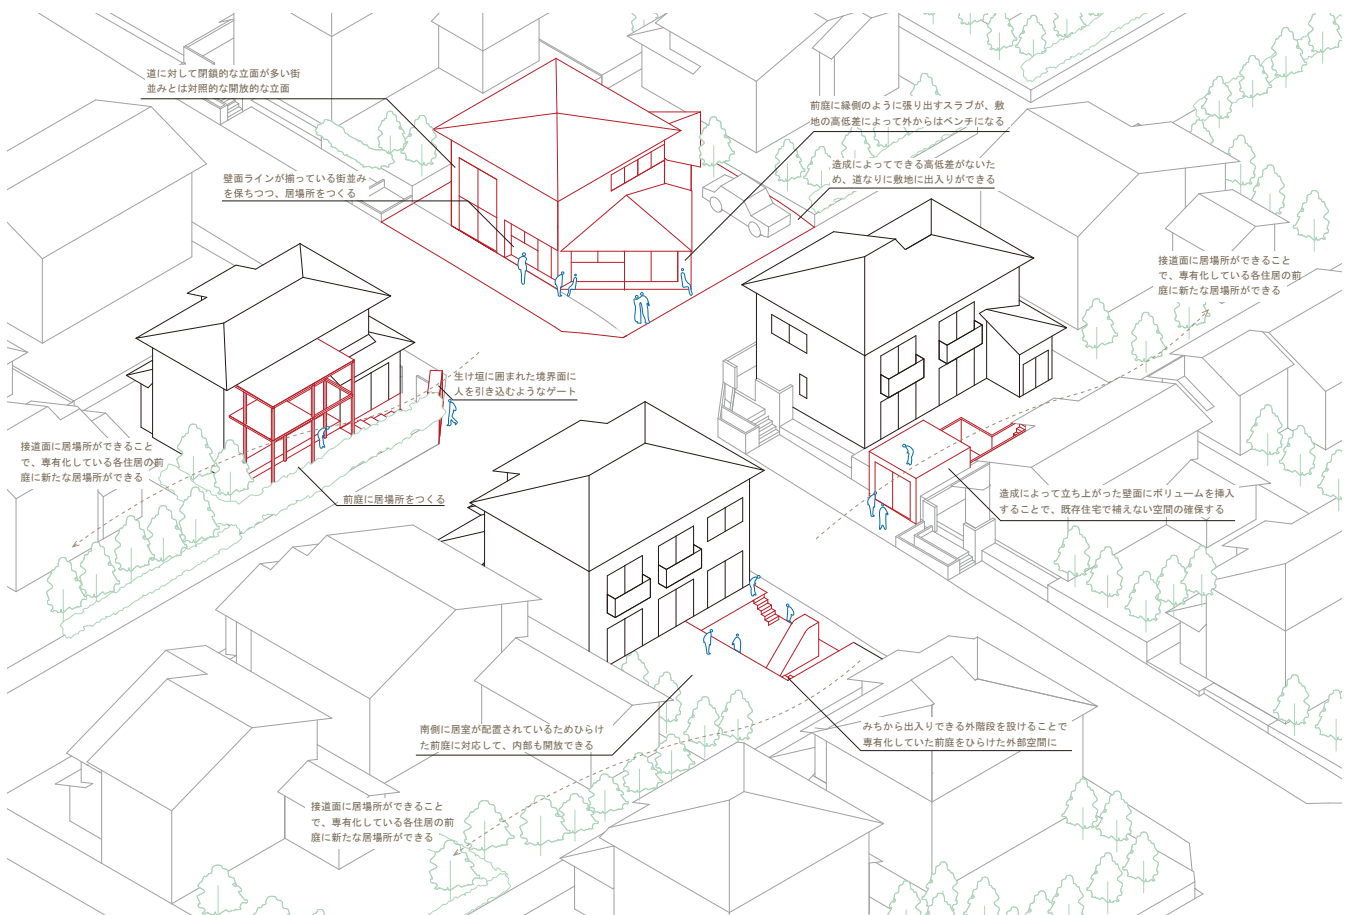 道に対して閉鎖的な立面が多い街
並みとは対照的な開放的な立面
前庭に縁側のように張り出すスラブが、敷
地の高低差によって外からはベンチになる
造成によってできる高低差がないた
め、道なりに敷地に出入りができる
壁面ラインが揃っている街並み
を保ちつつ、居場所をつくる
接道面に居場所ができること
で、専有化している各住居の前
庭に新たな居場所ができる
生け垣に囲まれた境界面に
人を引き込むようなゲート
接道面に居場所ができること
で、専有化している各住居の前
庭に新たな居場所ができる
前庭に居場所をつくる
造成によって立ち上がった壁面にボリュームを挿入
することで、既存住宅で補えない空間の確保する
南側に居室が配置されているためひらけ
た前庭に対応して、内部も開放できる
みちから出入りできる外階段を設けることで
専有化していた前庭をひらけた外部空間に
接道面に居場所ができること
で、専有化している各住居の前
庭に新たな居場所ができる